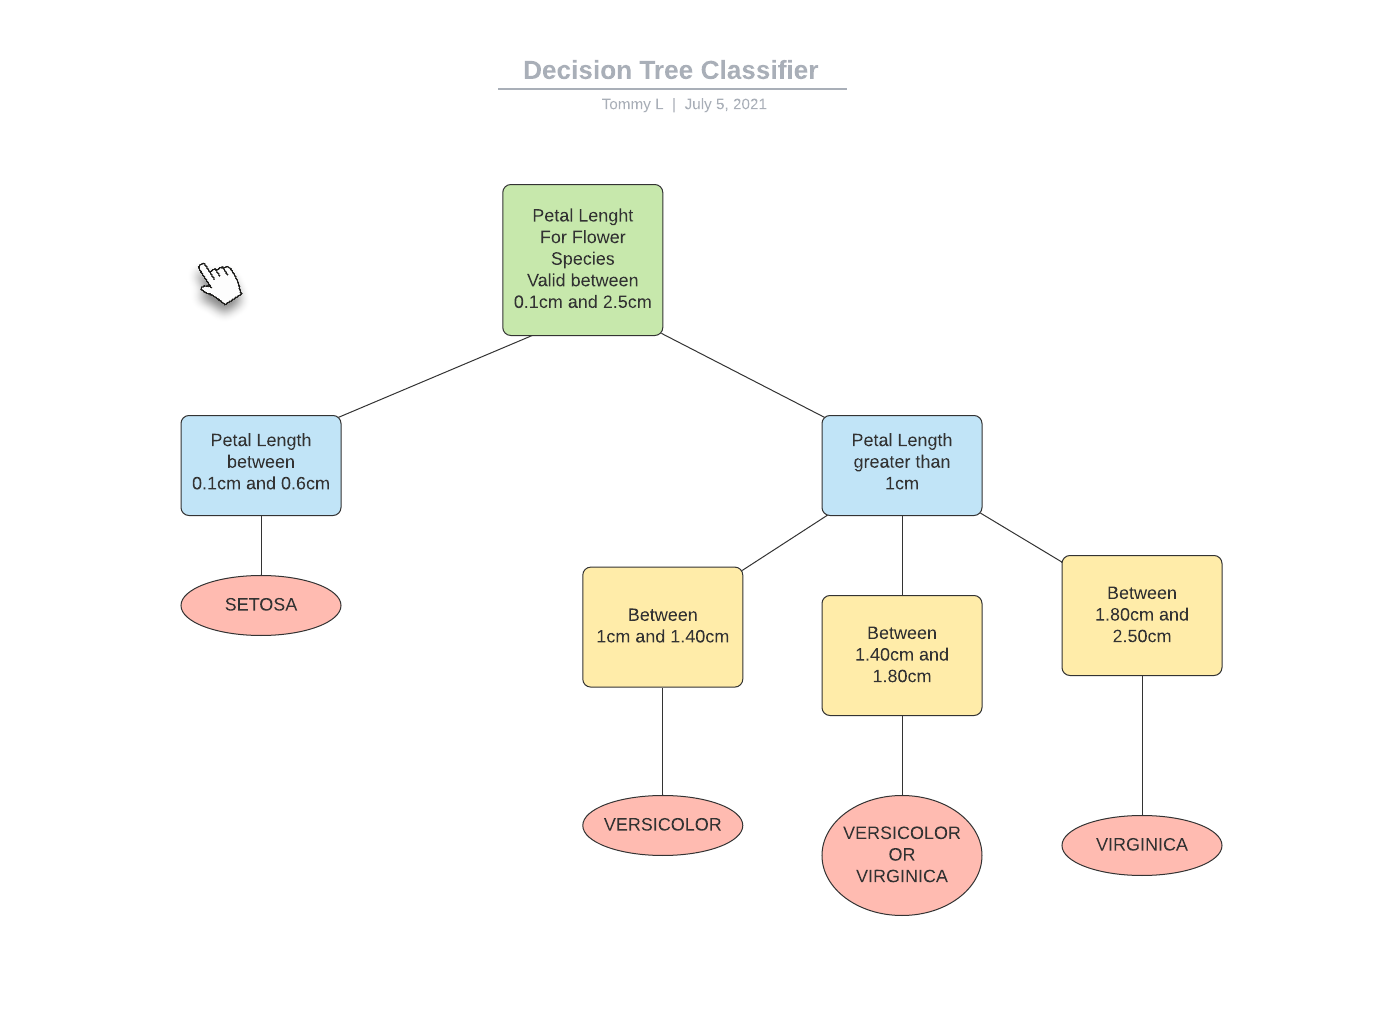 Decision Tree Classifier
Tommy L | July 5, 2021
Petal Lenght
For Flower
Species
Valid between
0.1cm and 2.5cm
Petal Length
between
0.1cm and 0.6cm
Petal Length
greater than
1cm
SETOSA
Between
1cm and 1.40cm
Between
1.40cm and
1.80cm
Between
1.80cm and
2.50cm
VERSICOLOR
VERSICOLOR
OR
VIRGINICA
VIRGINICA